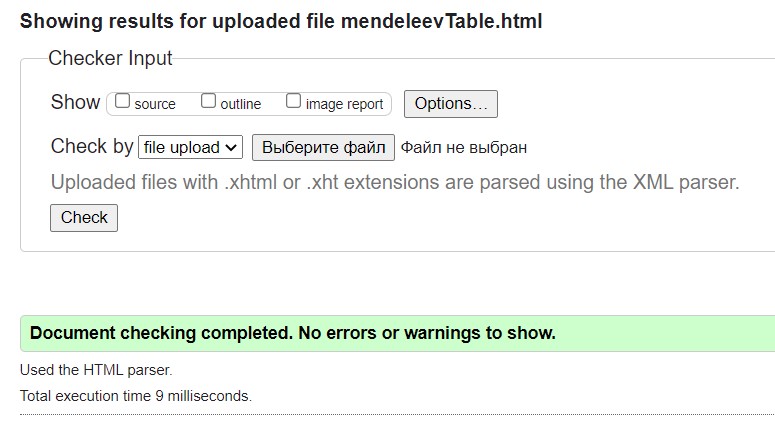 Showing results for uploaded file mendeleevTable.html
Checker Input
Show source outline image report Options...
Check by file upload Выберите файл Файл не выбран
Uploaded files with .xhtml or .xht extensions are parsed using the XML parser.
Check
Document checking completed. No errors or warnings to show.
Used the HTML parser.
Total execution time 9 milliseconds.